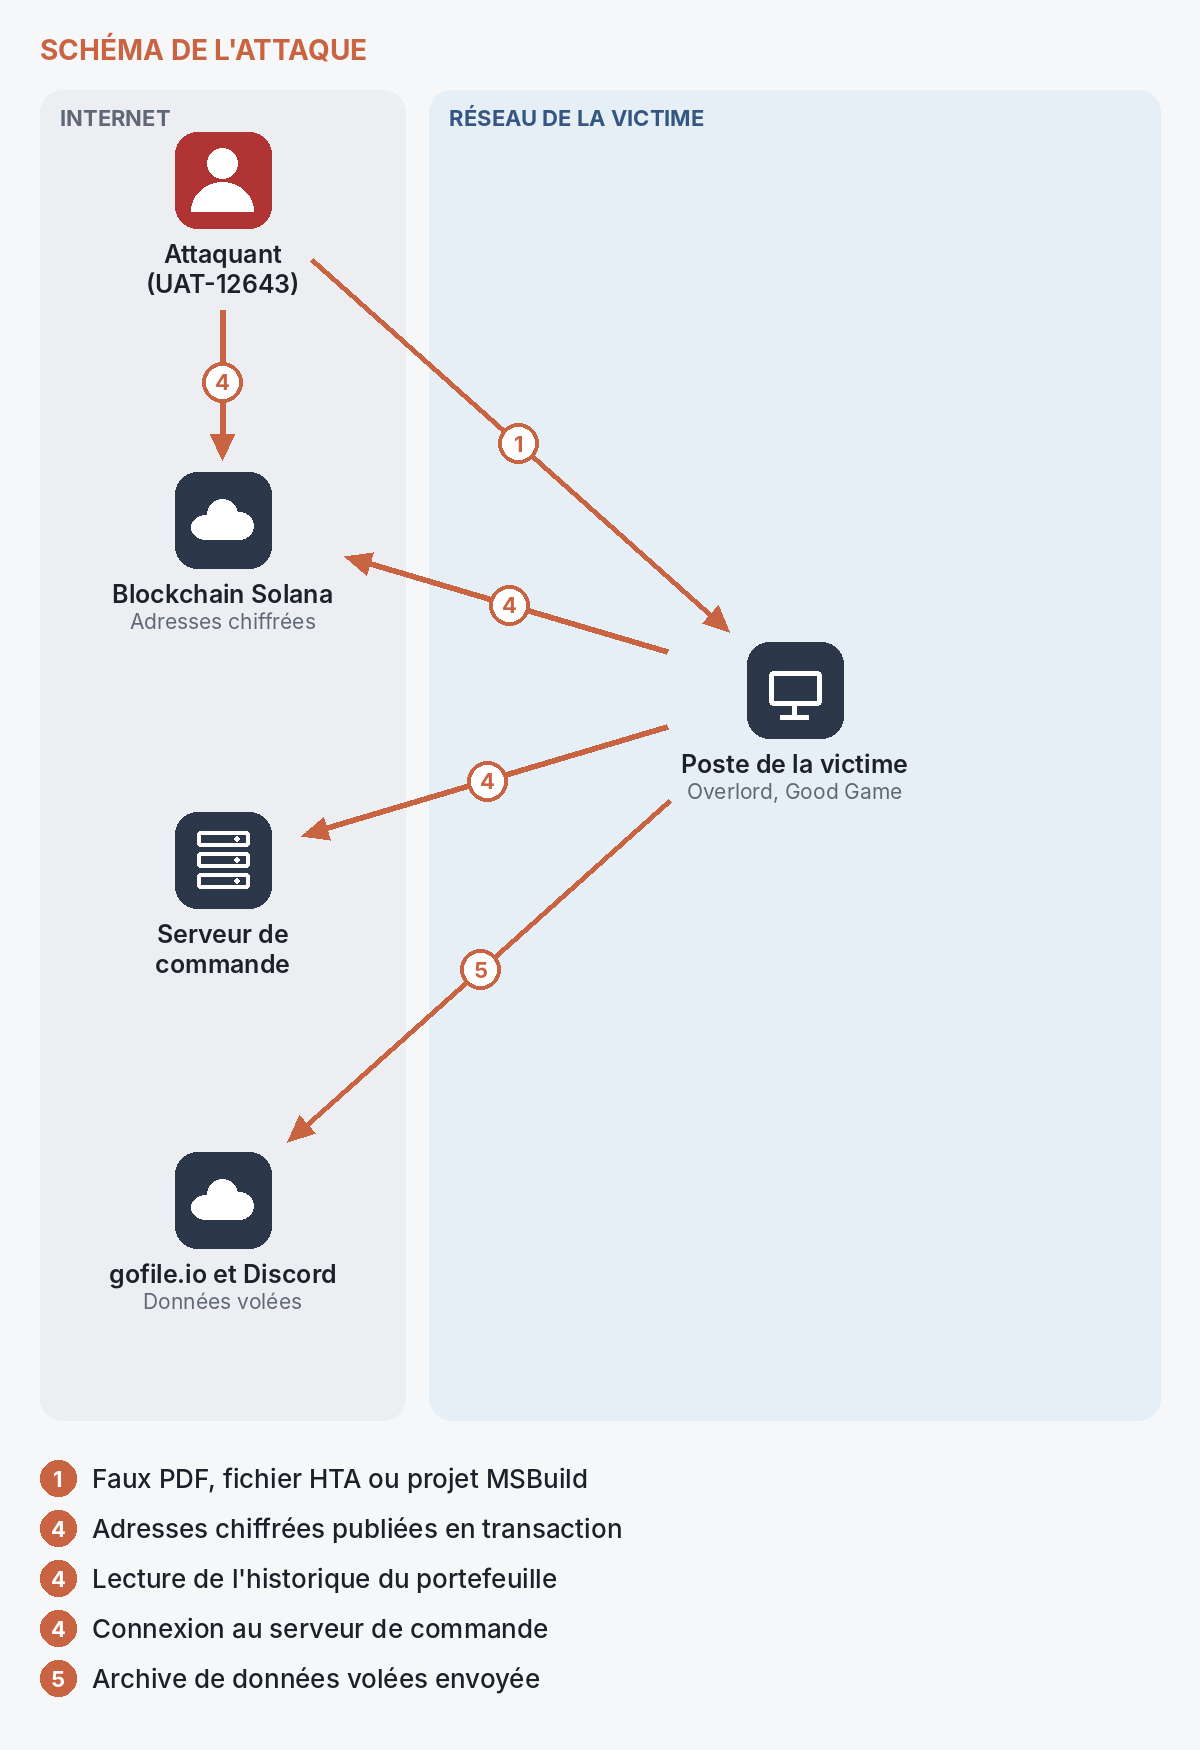 SCHÉMA DE L'ATTAQUE
INTERNET
RÉSEAU DE LA VICTIME
Attaquant
(UAT-12643)
4
1
Blockchain Solana
Adresses chiffrées
4
Poste de la victime
Overlord, Good Game
4
Serveur de
commande
5
gofile.io et Discord
Données volées
1 Faux PDF, fichier HTA ou projet MSBuild
4 Adresses chiffrées publiées en transaction
4 Lecture de l'historique du portefeuille
4 Connexion au serveur de commande
5 Archive de données volées envoyée